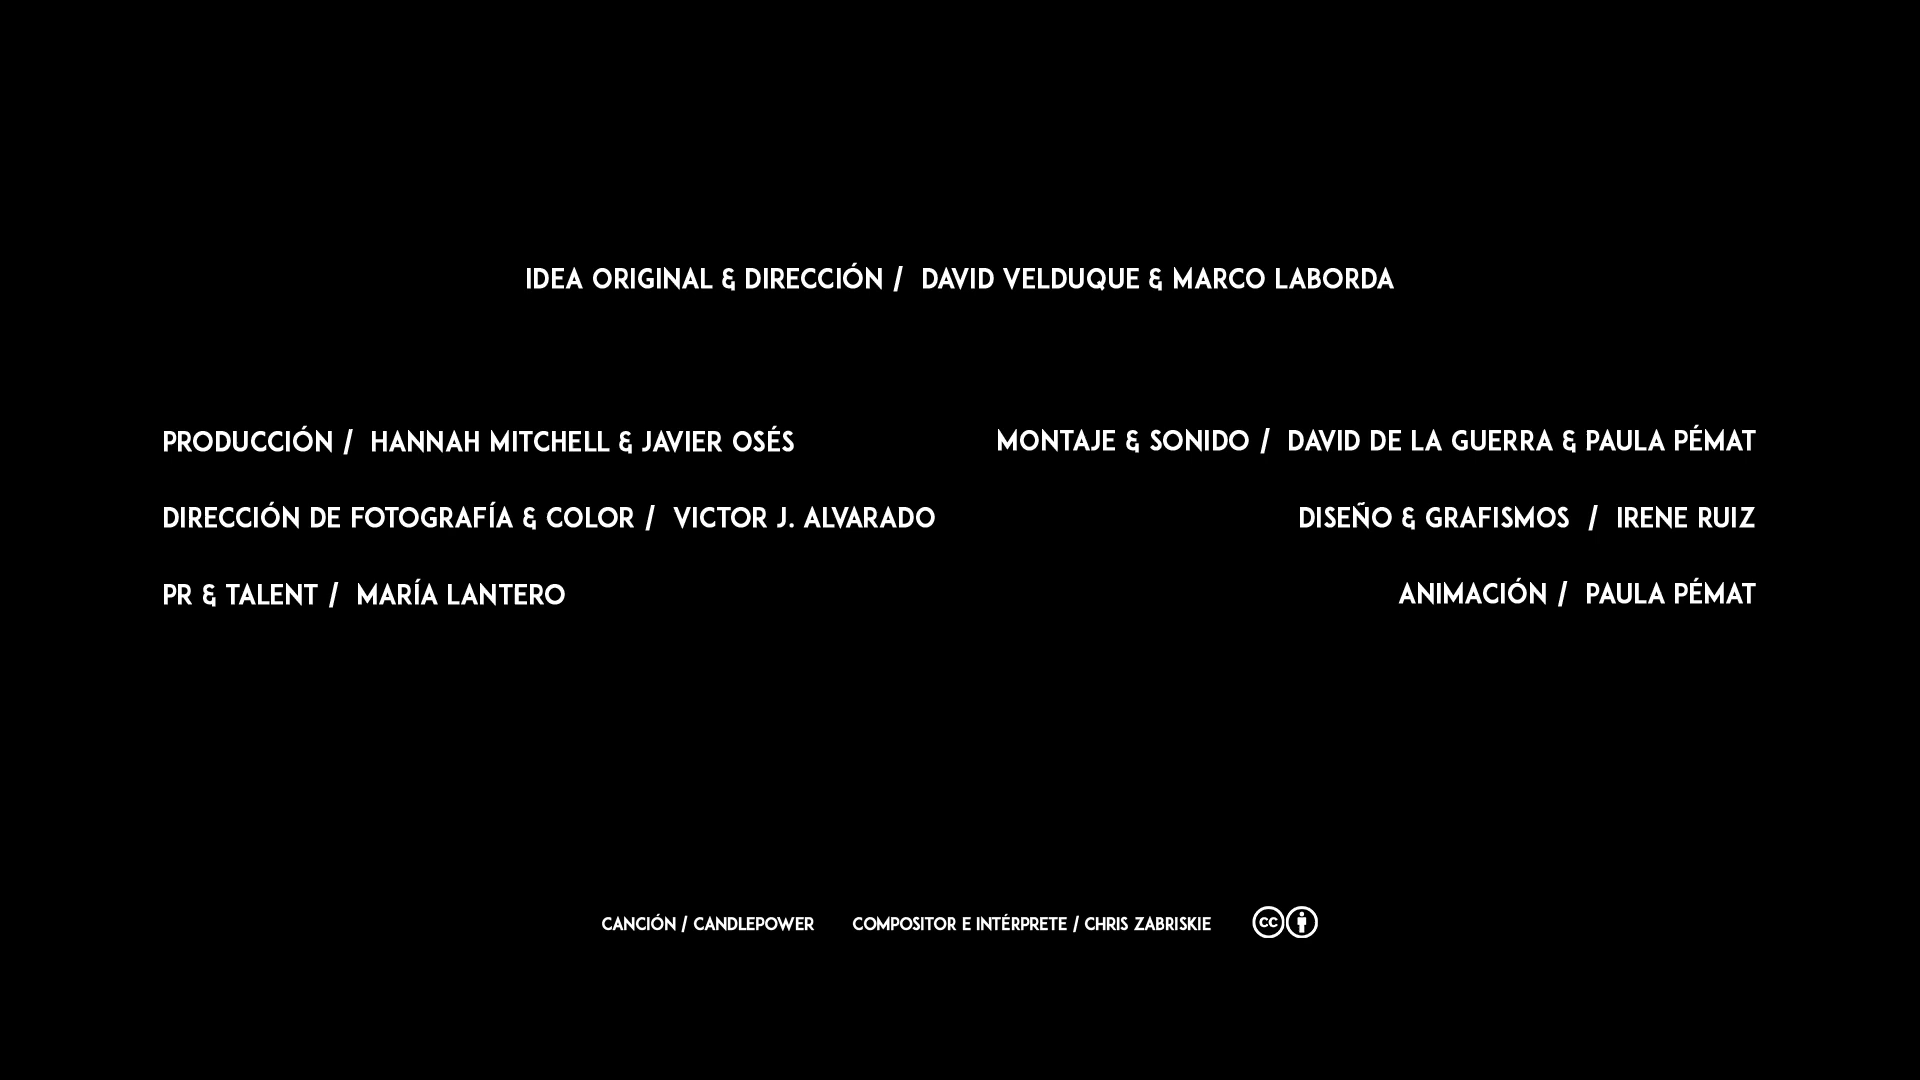 IDEA ORIGINAL & DIRECCIÓN / DAVID VELDUQUE & MARCO LABORDA
PRODUCCIÓN / HANNAH MITCHELL & JAVIER OSÉS
DIRECCIÓN DE FOTOGRAFÍA & COLOR / VICTOR J. ALVARADO
PR & TALENT / MARÍA LANTERO
MONTAJE & SONIDO / DAVID DE LA GUERRA & PAULA PÉMAT
DISEÑO & GRAFISMOS / IRENE RUIZ
ANIMACIÓN / PAULA PÉMAT
CANCIÓN / CANDLEPOWER COMPOSITOR E INTÉRPRETE / CHRIS ZABRISKIE CC